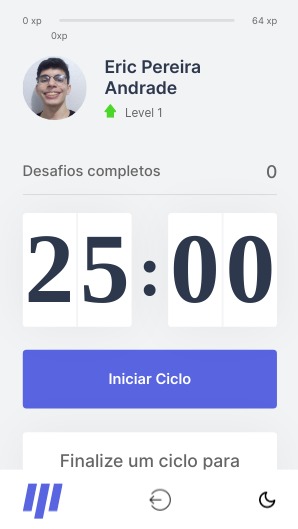 0 xp 64 xp
0xp
Eric Pereira
Andrade
Level 1
Desafios completos 0
25:00
Iniciar Ciclo
Finalize um ciclo para